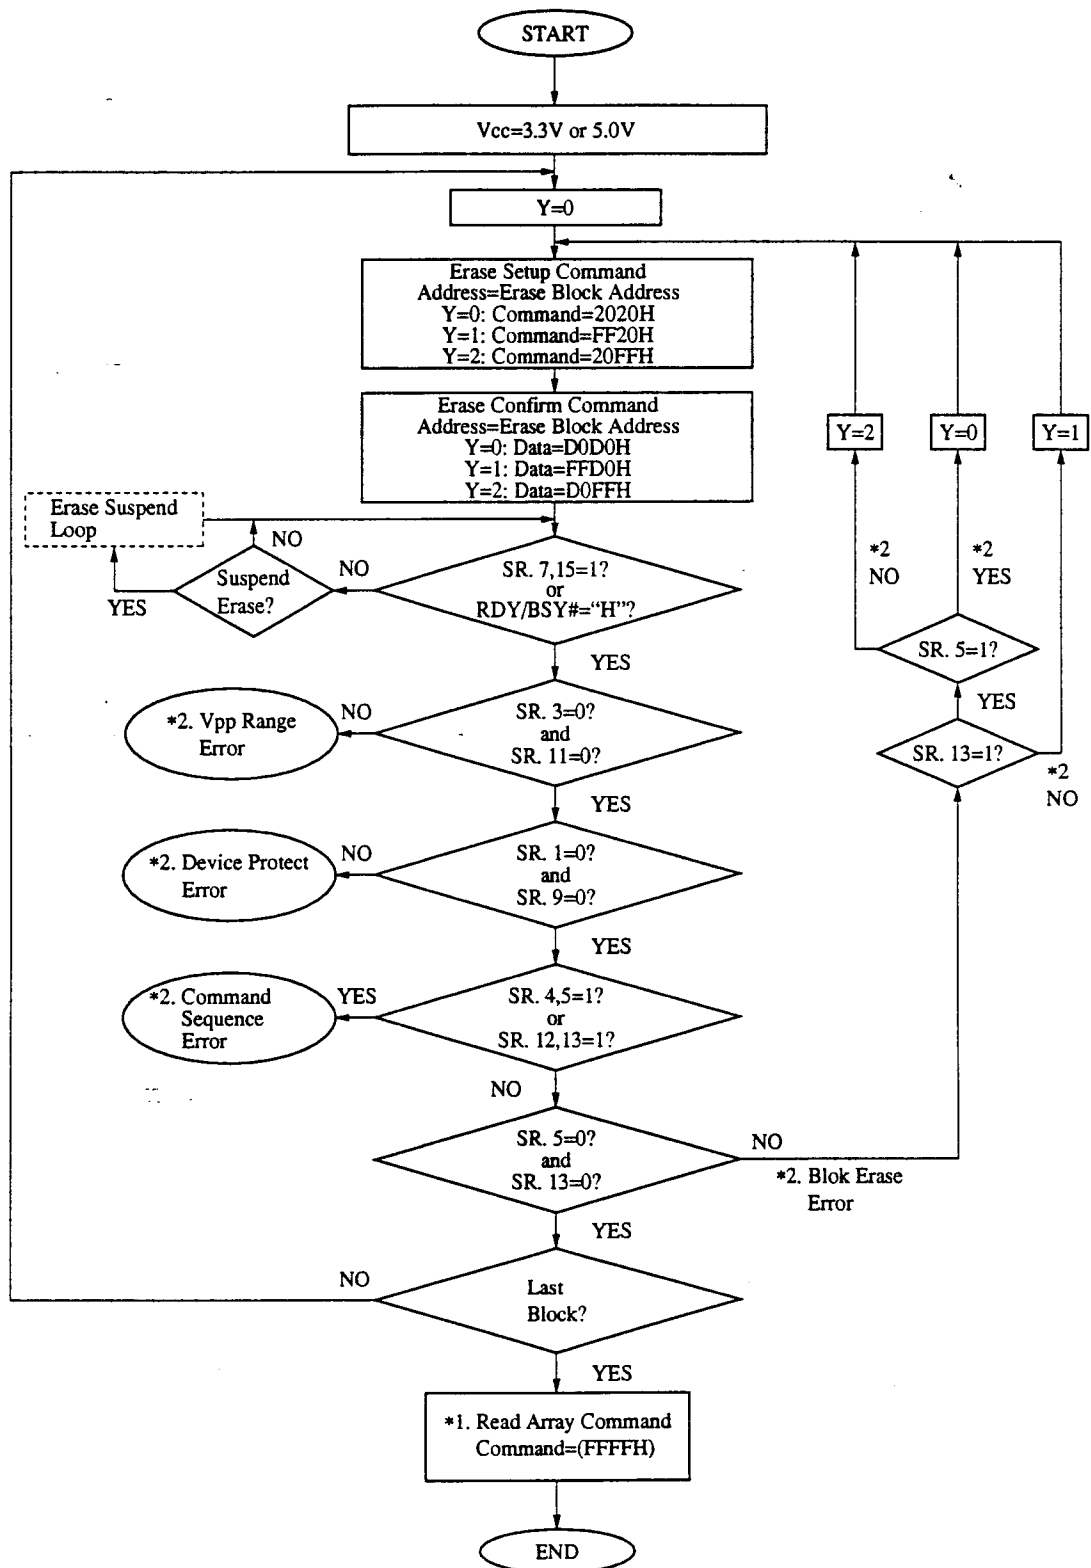 START
Vcc=3.3V or 5.0V
Y=0
Erase Setup Command
Address=Erase Block Address
Y=0: Command=2020H
Y=1: Command=FF20H
Y=2: Command=20FFH
Erase Confirm Command
Address=Erase Block Address
Y=0: Data=D0D0H
Y=1: Data=FFD0H
Y=2: Data=D0FFH
Y=2
Y=0
Y=1
Erase Suspend
Loop
NO
YES
Suspend
Erase?
NO
SR. 7,15=1?
or
RDY/BSY#=“H”?
YES
*2
NO
*2
YES
SR. 5=1?
YES
SR. 13=1?
*2
NO
*2. Vpp Range
Error
NO
SR. 3=0?
and
SR. 11=0?
YES
*2. Device Protect
Error
NO
SR. 1=0?
and
SR. 9=0?
YES
*2. Command
Sequence
Error
YES
SR. 4,5=1?
or
SR. 12,13=1?
NO
SR. 5=0?
and
SR. 13=0?
NO
*2. Blok Erase
Error
YES
NO
Last
Block?
YES
*1. Read Array Command
Command=(FFFFH)
END